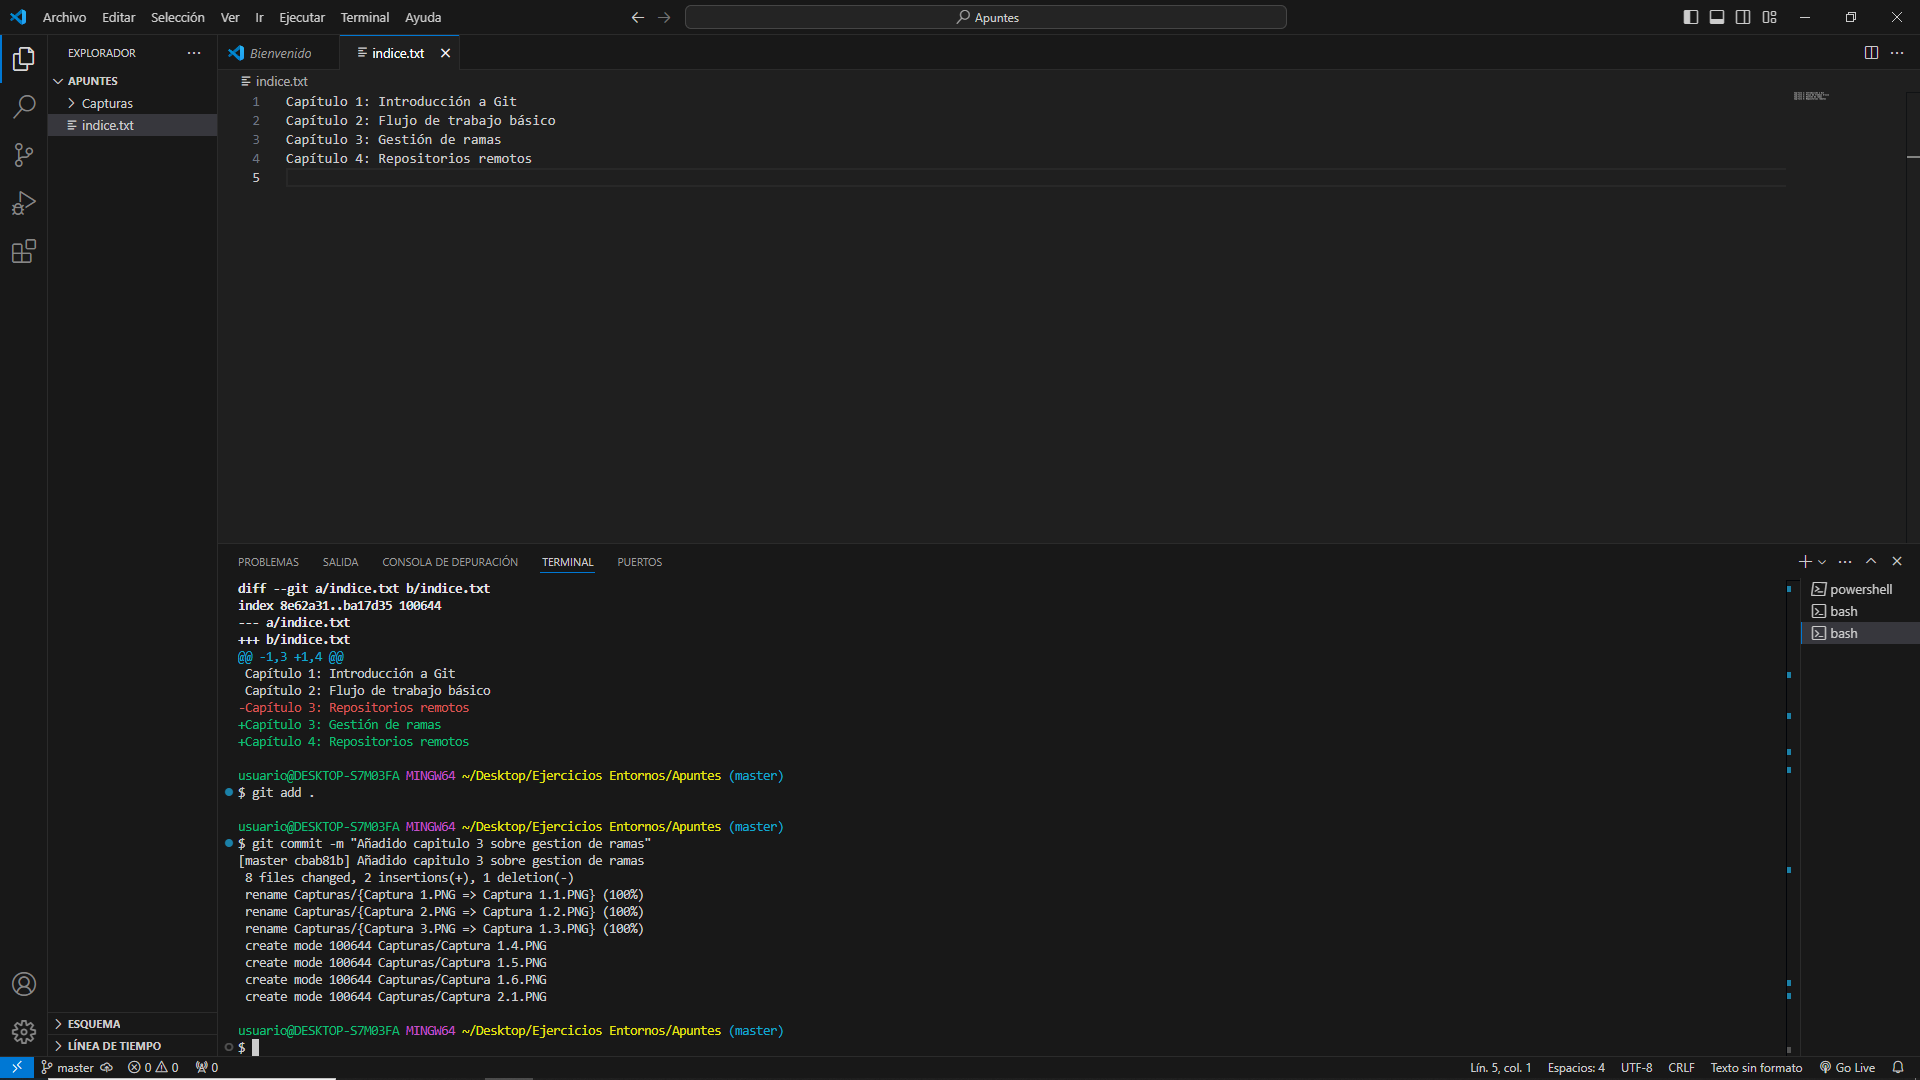 Archivo Editar Selección Ver Ir Ejecutar Terminal Ayuda
Apuntes
EXPLORADOR
APUNTES
Capturas
indice.txt
ESQUEMA
LÍNEA DE TIEMPO
Bienvenido
indice.txt
indice.txt
1 Capítulo 1: Introducción a Git
2 Capítulo 2: Flujo de trabajo básico
3 Capítulo 3: Gestión de ramas
4 Capítulo 4: Repositorios remotos
5
PROBLEMAS SALIDA CONSOLA DE DEPURACIÓN TERMINAL PUERTOS
diff --git a/indice.txt b/indice.txt
index 8e62a31..ba17d35 100644
--- a/indice.txt
+++ b/indice.txt
@@ -1,3 +1,4 @@
 Capítulo 1: Introducción a Git
 Capítulo 2: Flujo de trabajo básico
-Capítulo 3: Repositorios remotos
+Capítulo 3: Gestión de ramas
+Capítulo 4: Repositorios remotos
usuario@DESKTOP-S7M03FA MINGW64 ~/Desktop/Ejercicios Entornos/Apuntes (master)
$ git add .
usuario@DESKTOP-S7M03FA MINGW64 ~/Desktop/Ejercicios Entornos/Apuntes (master)
$ git commit -m "Añadido capitulo 3 sobre gestion de ramas"
[master cbab81b] Añadido capitulo 3 sobre gestion de ramas
 8 files changed, 2 insertions(+), 1 deletion(-)
 rename Capturas/{Captura 1.PNG => Captura 1.1.PNG} (100%)
 rename Capturas/{Captura 2.PNG => Captura 1.2.PNG} (100%)
 rename Capturas/{Captura 3.PNG => Captura 1.3.PNG} (100%)
 create mode 100644 Capturas/Captura 1.4.PNG
 create mode 100644 Capturas/Captura 1.5.PNG
 create mode 100644 Capturas/Captura 1.6.PNG
 create mode 100644 Capturas/Captura 2.1.PNG
usuario@DESKTOP-S7M03FA MINGW64 ~/Desktop/Ejercicios Entornos/Apuntes (master)
$
powershell
bash
bash
master 0 0 0 Lín. 5, col. 1 Espacios: 4 UTF-8 CRLF Texto sin formato Go Live